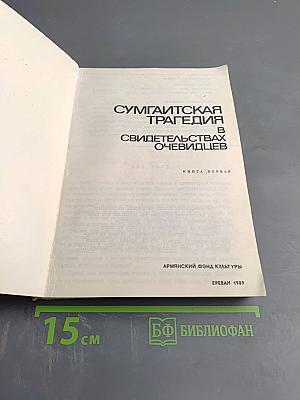 СУМГАИТСКАЯ
ТРАГЕДИЯ
В
СВИДЕТЕЛЬСТВАХ
ОЧЕВИДЦЕВ
КНИГА ПЕРВАЯ
АРМЯНСКИЙ ФОНД КУЛЬТУРЫ
ЕРЕВАН 1989
15 см
БФ БИБЛИОФАН